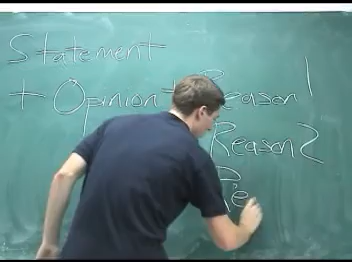 Statement
+ Opinion + Reason 1
Reason 2
Re